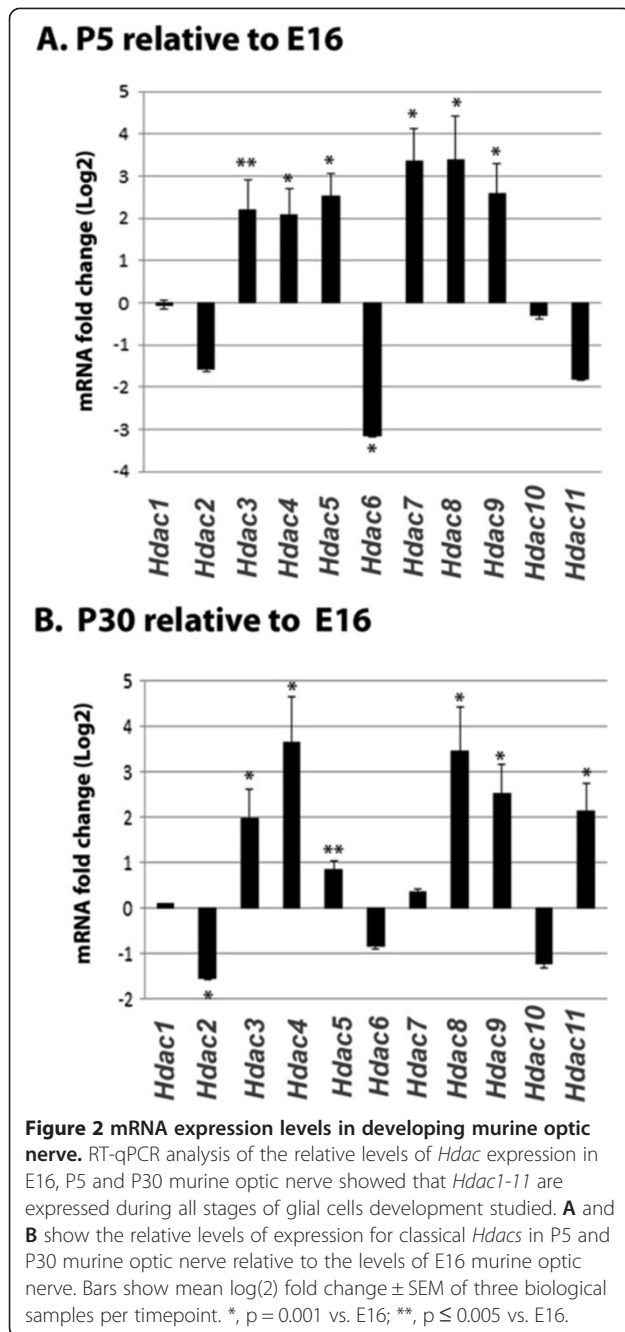 A. P5 relative to E16
mRNA fold change (Log2)
5
4
3
2
1
0
-1
-2
-3
-4
** * * * * * *
Hdac1 Hdac2 Hdac3 Hdac4 Hdac5 Hdac6 Hdac7 Hdac8 Hdac9 Hdac10 Hdac11
B. P30 relative to E16
mRNA fold change (Log2)
5
4
3
2
1
0
-1
-2
* * * ** * * *
Hdac1 Hdac2 Hdac3 Hdac4 Hdac5 Hdac6 Hdac7 Hdac8 Hdac9 Hdac10 Hdac11
Figure 2 mRNA expression levels in developing murine optic
nerve. RT-qPCR analysis of the relative levels of Hdac expression in
E16, P5 and P30 murine optic nerve showed that Hdac1-11 are
expressed during all stages of glial cells development studied. A and
B show the relative levels of expression for classical Hdacs in P5 and
P30 murine optic nerve relative to the levels of E16 murine optic
nerve. Bars show mean log(2) fold change ± SEM of three biological
samples per timepoint. *, p = 0.001 vs. E16; **, p ≤ 0.005 vs. E16.